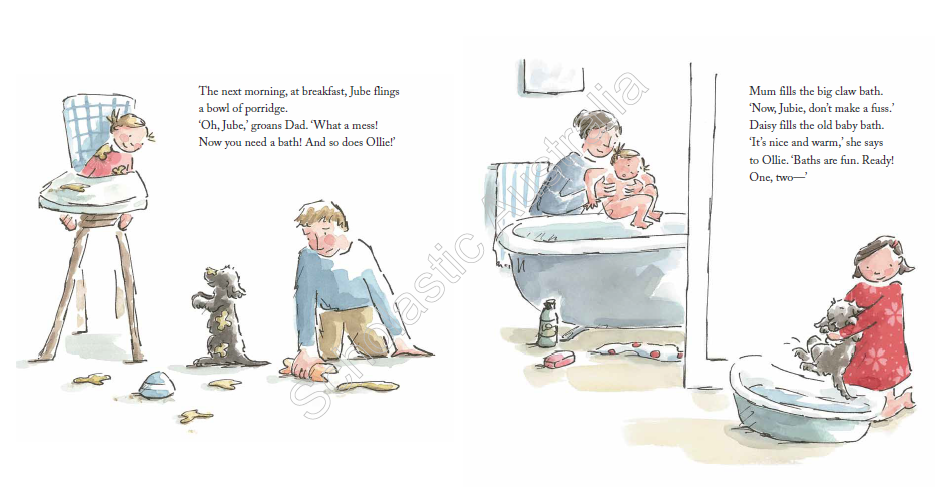 The next morning, at breakfast, Jube flings
a bowl of porridge.
‘Oh, Jube,’ groans Dad. ‘What a mess!
Now you need a bath! And so does Ollie!’
Mum fills the big claw bath.
‘Now, Jubie, don’t make a fuss.’
Daisy fills the old baby bath.
‘It’s nice and warm,’ she says
to Ollie. ‘Baths are fun. Ready!
One, two—’
Scholastic Australia